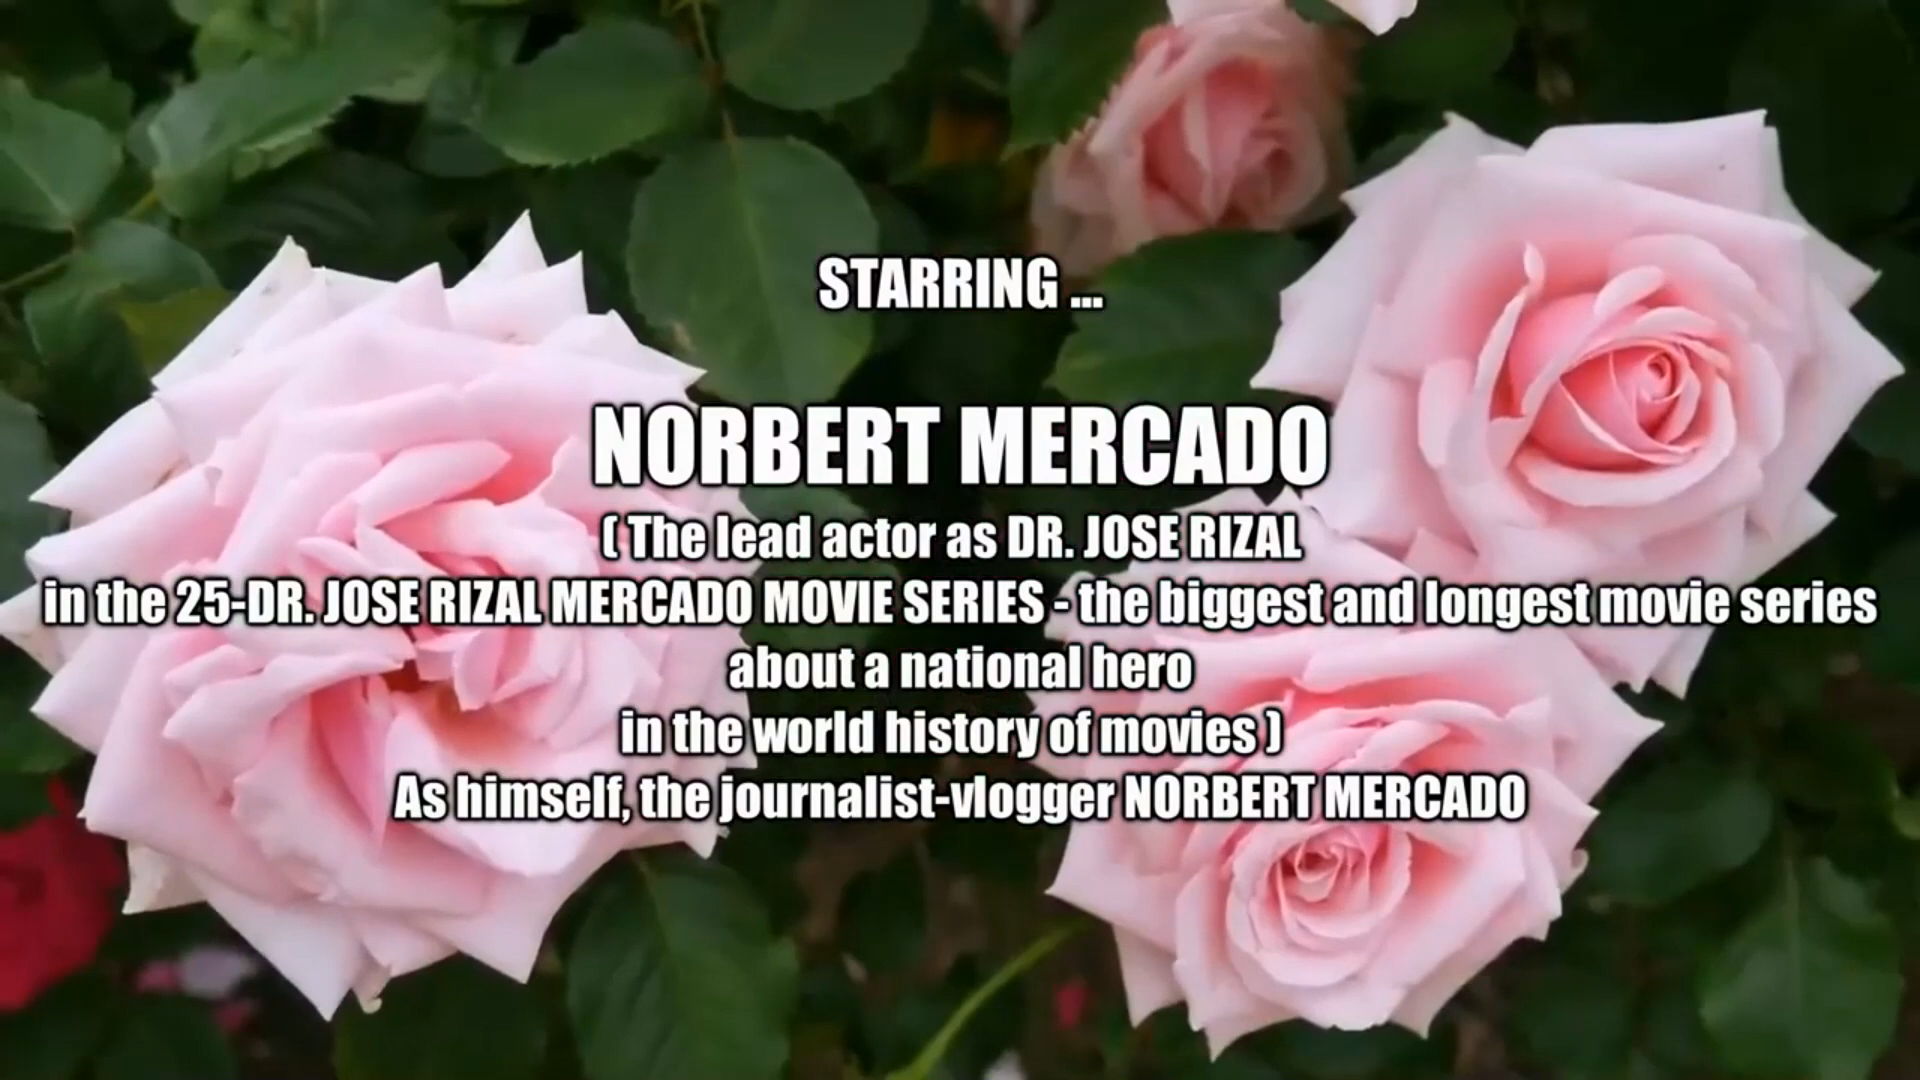 STARRING ...
NORBERT MERCADO
( The lead actor as DR. JOSE RIZAL
in the 25-DR. JOSE RIZAL MERCADO MOVIE SERIES - the biggest and longest movie series
about a national hero
in the world history of movies )
As himself, the journalist-vlogger NORBERT MERCADO